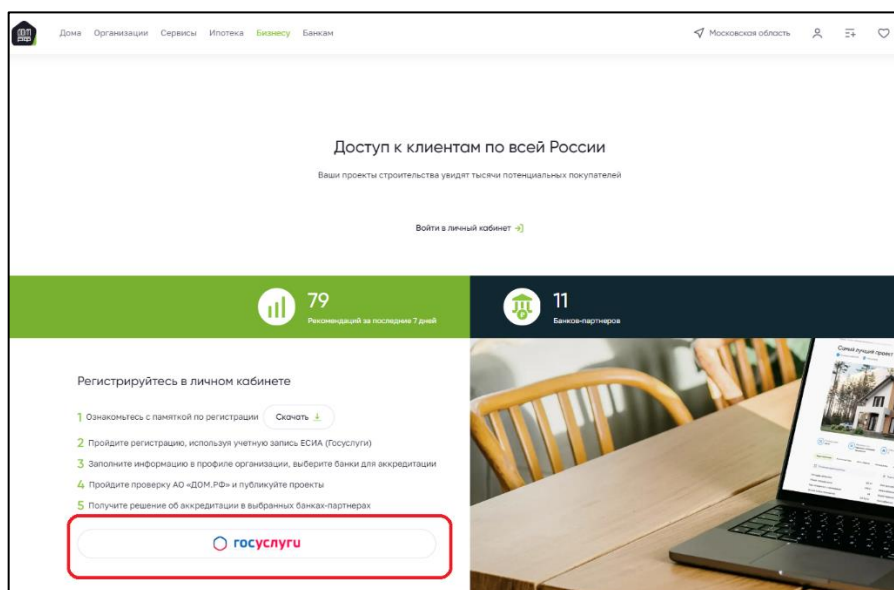 Дома Организации Сервисы Ипотека Бизнесу Банкам
Московская область
Доступ к клиентам по всей России
Ваши проекты строительства увидят тысячи потенциальных покупателей
Войти в личный кабинет
79
Рекомендаций за последние 7 дней
11
Банков-партнеров
Регистрируйтесь в личном кабинете
1 Ознакомьтесь с памяткой по регистрации Скачать
2 Пройдите регистрацию, используя учетную запись ЕСИА (Госуслуги)
3 Заполните информацию в профиле организации, выберите банки для аккредитации
4 Пройдите проверку АО «ДОМ.РФ» и публикуйте проекты
5 Получите решение об аккредитации в выбранных банках-партнерах
госуслуги
Самый лучший проект